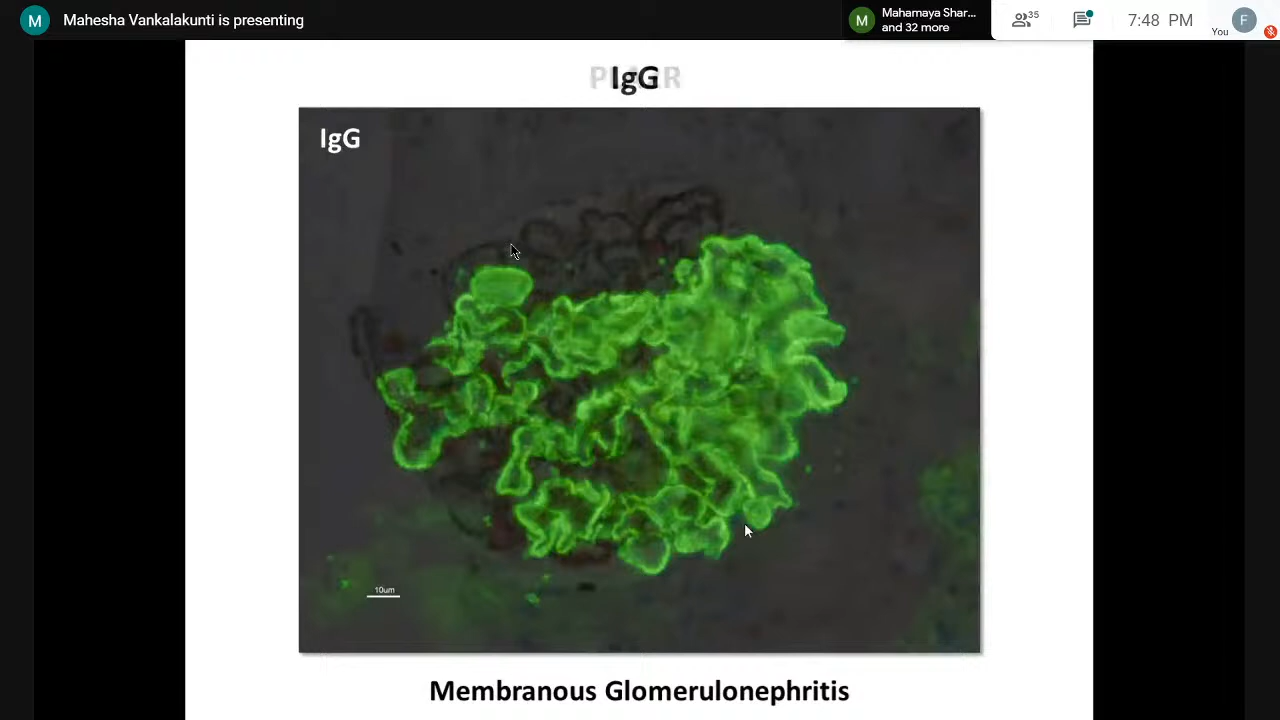 M Mahesha Vankalakunti is presenting
M Mahamaya Shar...
and 32 more
35
7:48 PM
You
F
IgG
IgG
10um
Membranous Glomerulonephritis